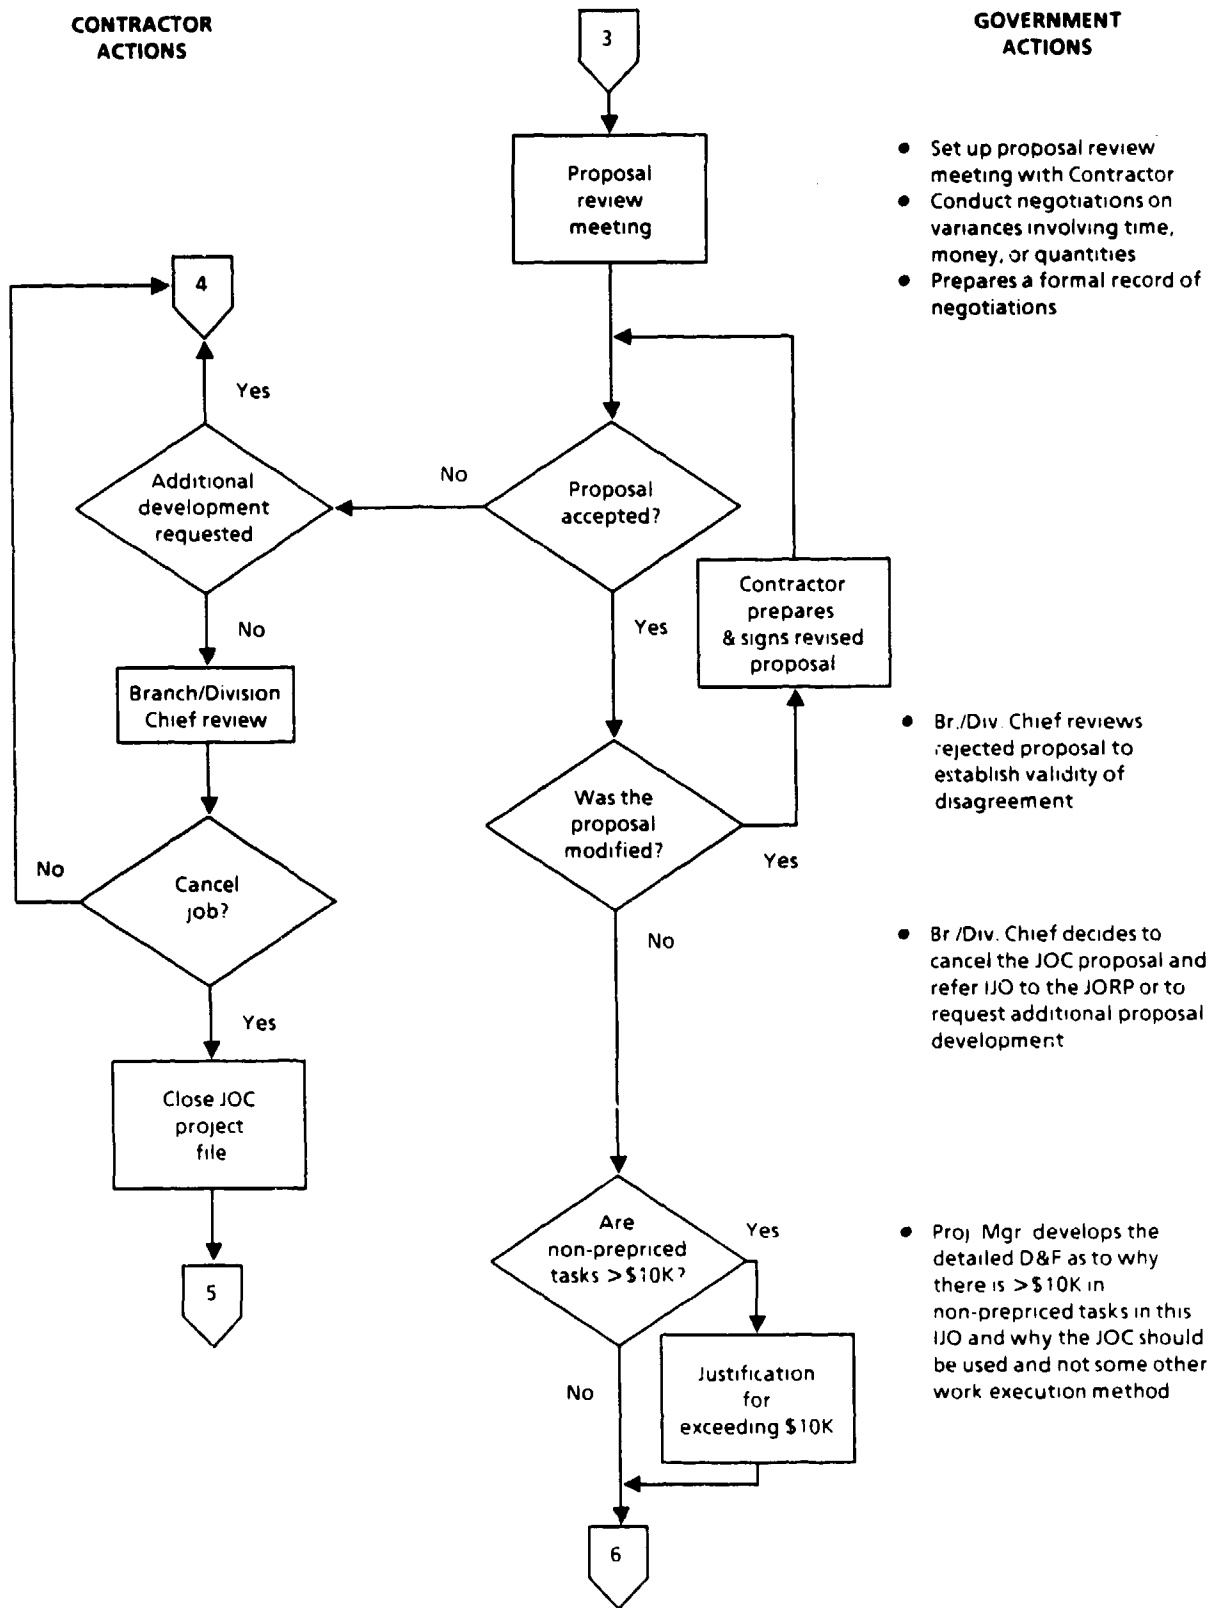 CONTRACTOR
ACTIONS
3
GOVERNMENT
ACTIONS
Proposal
review
meeting
● Set up proposal review
meeting with Contractor
● Conduct negotiations on
variances involving time,
money, or quantities
● Prepares a formal record of
negotiations
4
Yes
Additional
development
requested
No
Proposal
accepted?
Contractor
prepares
& signs revised
proposal
No
Yes
Branch/Division
Chief review
● Br./Div. Chief reviews
rejected proposal to
establish validity of
disagreement
Was the
proposal
modified?
Yes
No
Cancel
job?
No
● Br./Div. Chief decides to
cancel the JOC proposal and
refer IJO to the JORP or to
request additional proposal
development
Yes
Close JOC
project
file
5
Are
non-prepriced
tasks >$10K?
Yes
● Proj Mgr develops the
detailed D&F as to why
there is >$10K in
non-prepriced tasks in this
IJO and why the JOC should
be used and not some other
work execution method
Justification
for
exceeding $10K
No
6